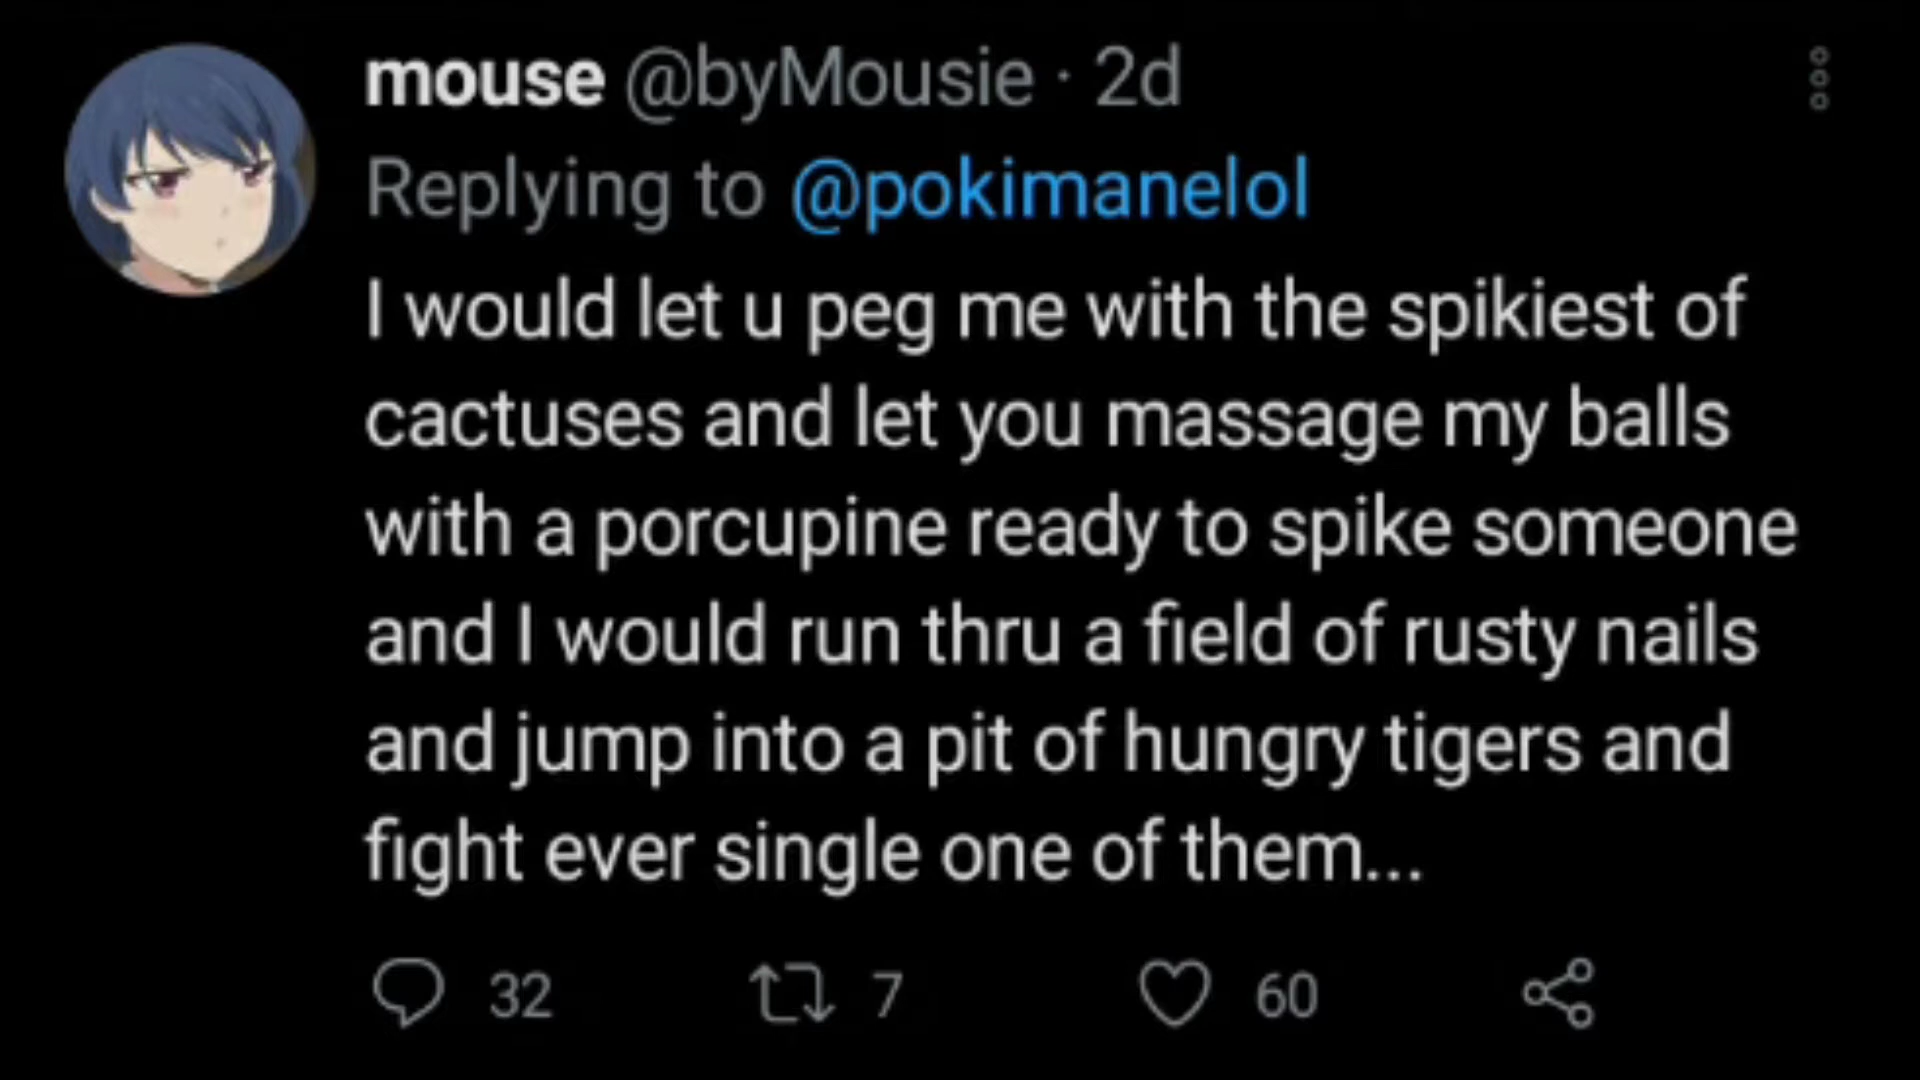 mouse @byMousie · 2d
Replying to @pokimanelol
I would let u peg me with the spikiest of
cactuses and let you massage my balls
with a porcupine ready to spike someone
and I would run thru a field of rusty nails
and jump into a pit of hungry tigers and
fight ever single one of them...
32 7 60